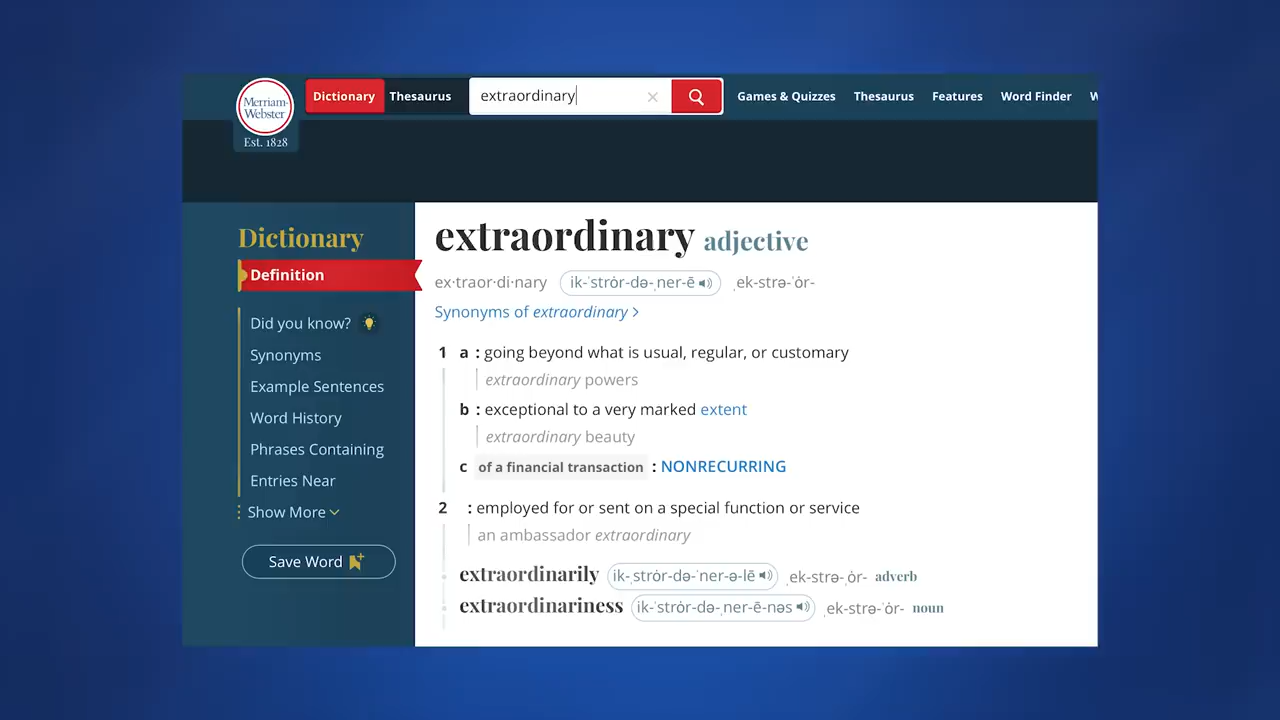 Merriam-
Webster
Est. 1828
Dictionary Thesaurus extraordinary Games & Quizzes Thesaurus Features Word Finder W
Dictionary
Definition
Did you know?
Synonyms
Example Sentences
Word History
Phrases Containing
Entries Near
Show More
Save Word
extraordinary adjective
ex·traor·di·nary ik-ˈstrȯr-də-ˌner-ē ˌek-strə-ˈȯr-
Synonyms of extraordinary >
1 a : going beyond what is usual, regular, or customary
extraordinary powers
b : exceptional to a very marked extent
extraordinary beauty
c of a financial transaction : NONRECURRING
2 : employed for or sent on a special function or service
an ambassador extraordinary
extraordinarily ik-ˌstrȯr-də-ˈner-ə-lē ˌek-strə-ˌȯr- adverb
extraordinariness ik-ˈstrȯr-də-ˌner-ē-nəs ˌek-strə-ˈȯr- noun